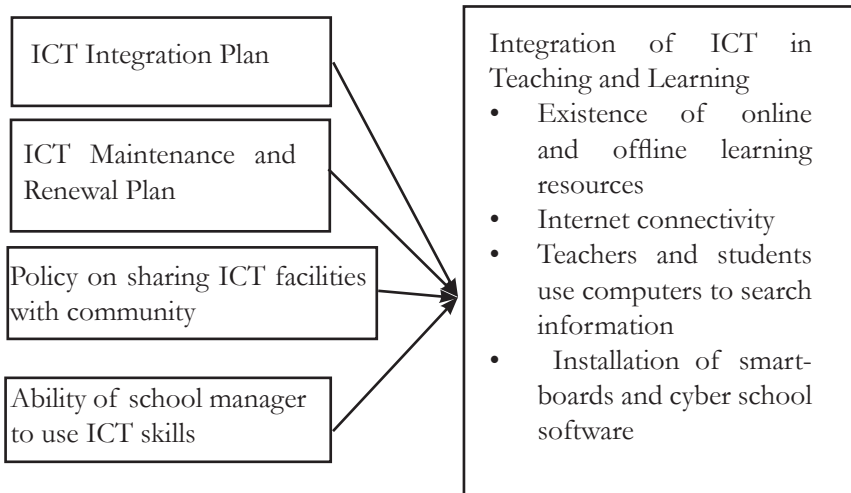 ICT Integration Plan
ICT Maintenance and
Renewal Plan
Policy on sharing ICT facilities
with community
Ability of school manager
to use ICT skills
Integration of ICT in
Teaching and Learning
• Existence of online
and offline learning
resources
• Internet connectivity
• Teachers and students
use computers to search
information
• Installation of smart-
boards and cyber school
software